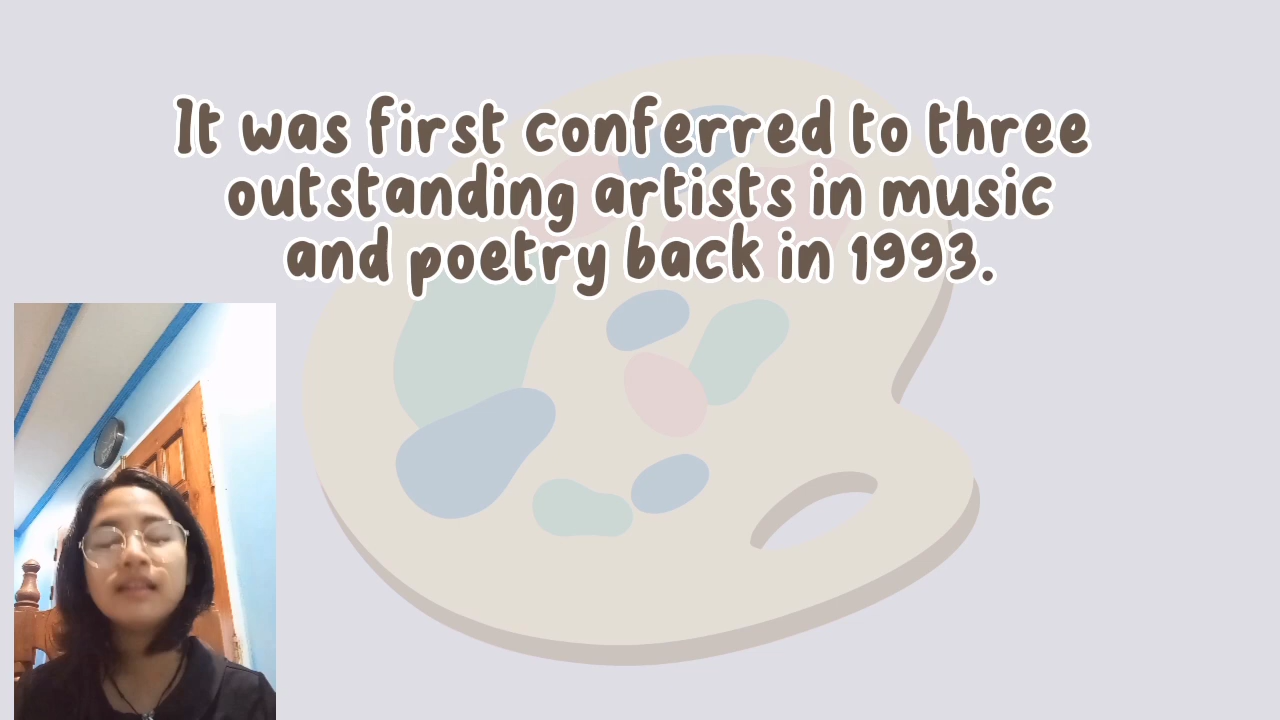 It was first conferred to three
outstanding artists in music
and poetry back in 1993.